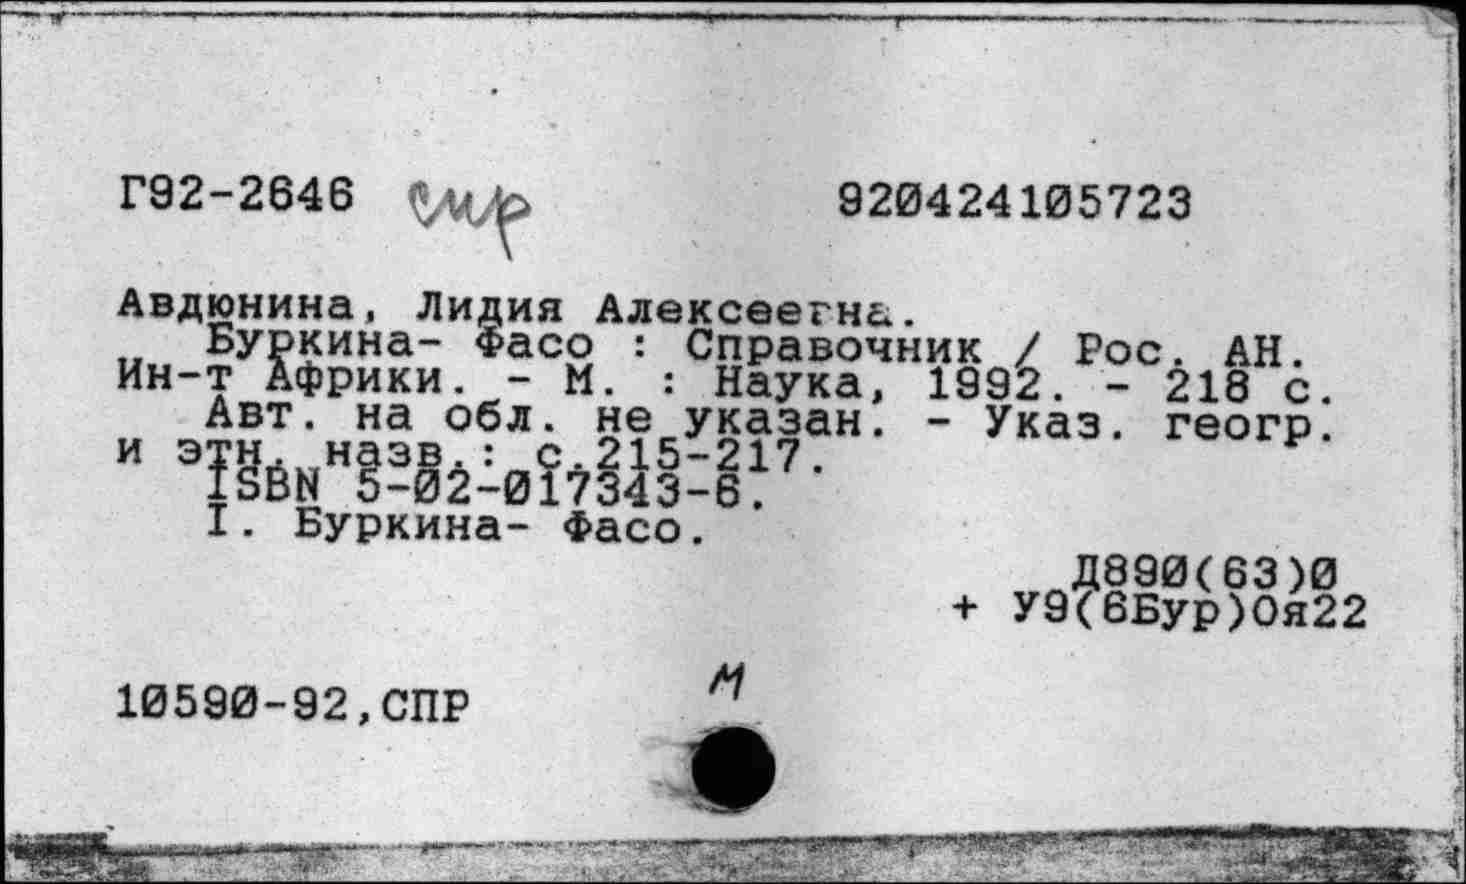 Г92-2646 спр 920424105723
Авдюнина, Лидия Алексеевна.
Буркина- Фасо : Справочник / Рос. АН.
Ин-т Африки. - М. : Наука, 1992. - 218 с.
Авт. на обл. не указан. - Указ. геогр.
и этн. назв.: с.215-217.
ISBN 5-02-017343-6.
I. Буркина- Фасо.
Д890(63)0
+ У9(6Бур)0я22
М
10590-92,СПР